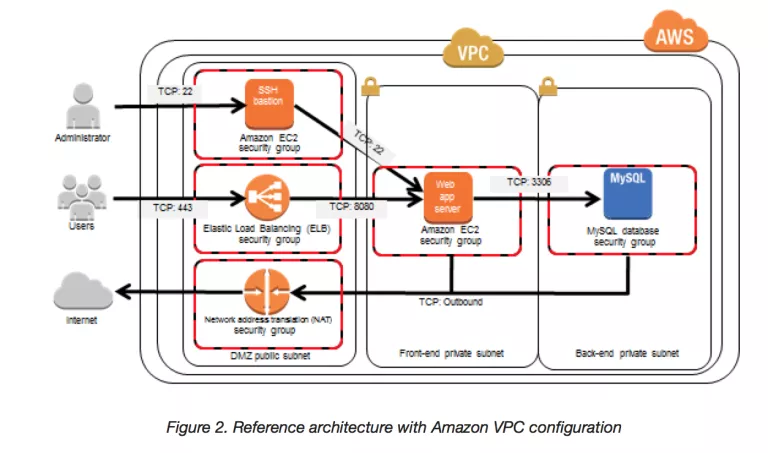 AWS
VPC
TCP: 22
SSH
bastion
Amazon EC2
security group
Administrator
TCP: 22
Web
app
server
Amazon EC2
security group
TCP: 3306
MySQL
MySQL database
security group
TCP: 443
Users
Elastic Load Balancing (ELB)
security group
TCP: 8080
TCP: Outbound
Internet
Network address translation (NAT)
security group
DMZ public subnet
Front-end private subnet
Back-end private subnet
Figure 2. Reference architecture with Amazon VPC configuration